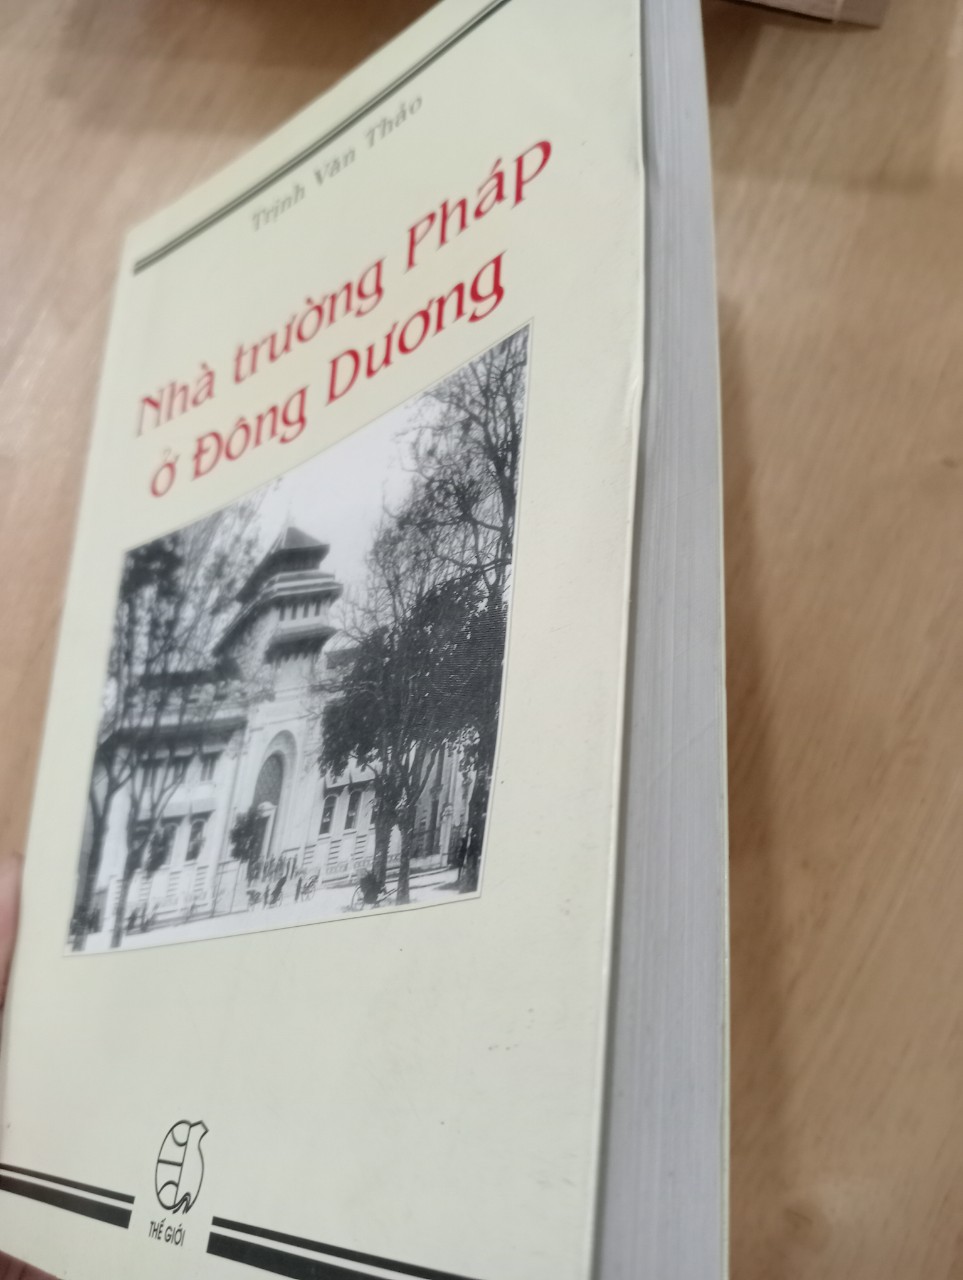 Trịnh Văn Thảo
Nhà trường Pháp
ở Đông Dương
THẾ GIỚI